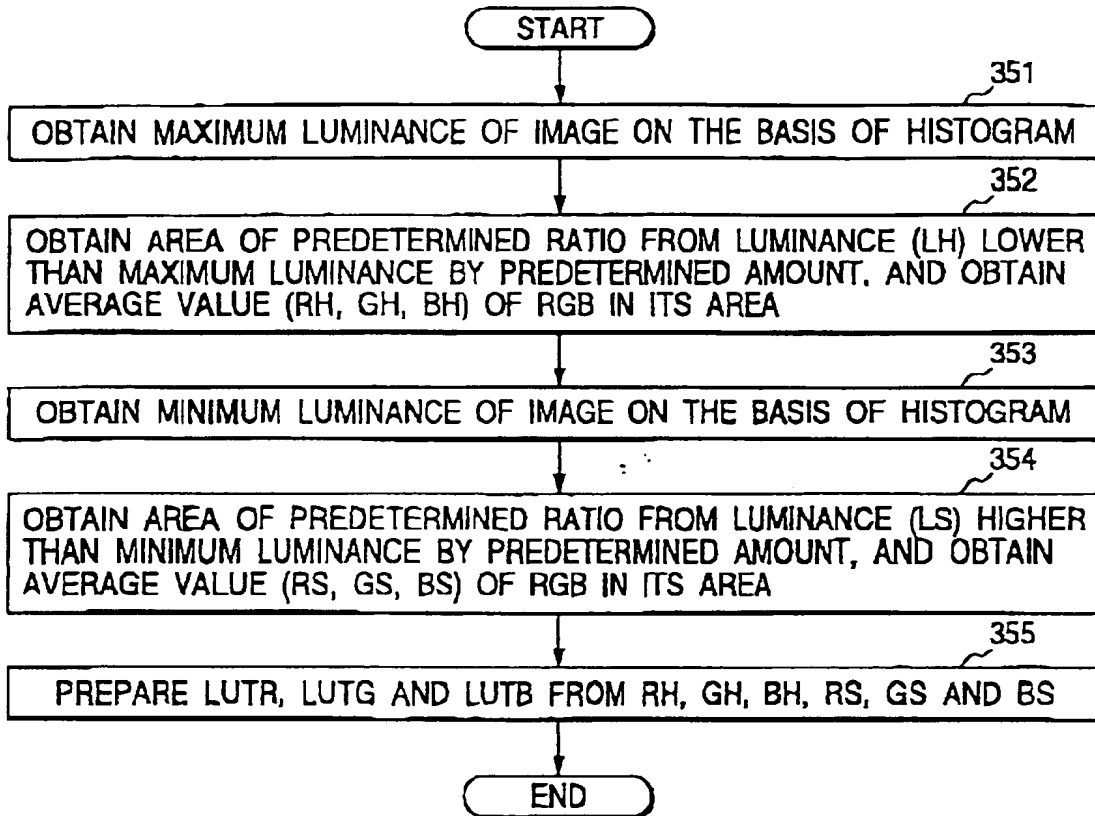 START
351
OBTAIN MAXIMUM LUMINANCE OF IMAGE ON THE BASIS OF HISTOGRAM
352
OBTAIN AREA OF PREDETERMINED RATIO FROM LUMINANCE (LH) LOWER
THAN MAXIMUM LUMINANCE BY PREDETERMINED AMOUNT, AND OBTAIN
AVERAGE VALUE (RH, GH, BH) OF RGB IN ITS AREA
353
OBTAIN MINIMUM LUMINANCE OF IMAGE ON THE BASIS OF HISTOGRAM
354
OBTAIN AREA OF PREDETERMINED RATIO FROM LUMINANCE (LS) HIGHER
THAN MINIMUM LUMINANCE BY PREDETERMINED AMOUNT, AND OBTAIN
AVERAGE VALUE (RS, GS, BS) OF RGB IN ITS AREA
355
PREPARE LUTR, LUTG AND LUTB FROM RH, GH, BH, RS, GS AND BS
END